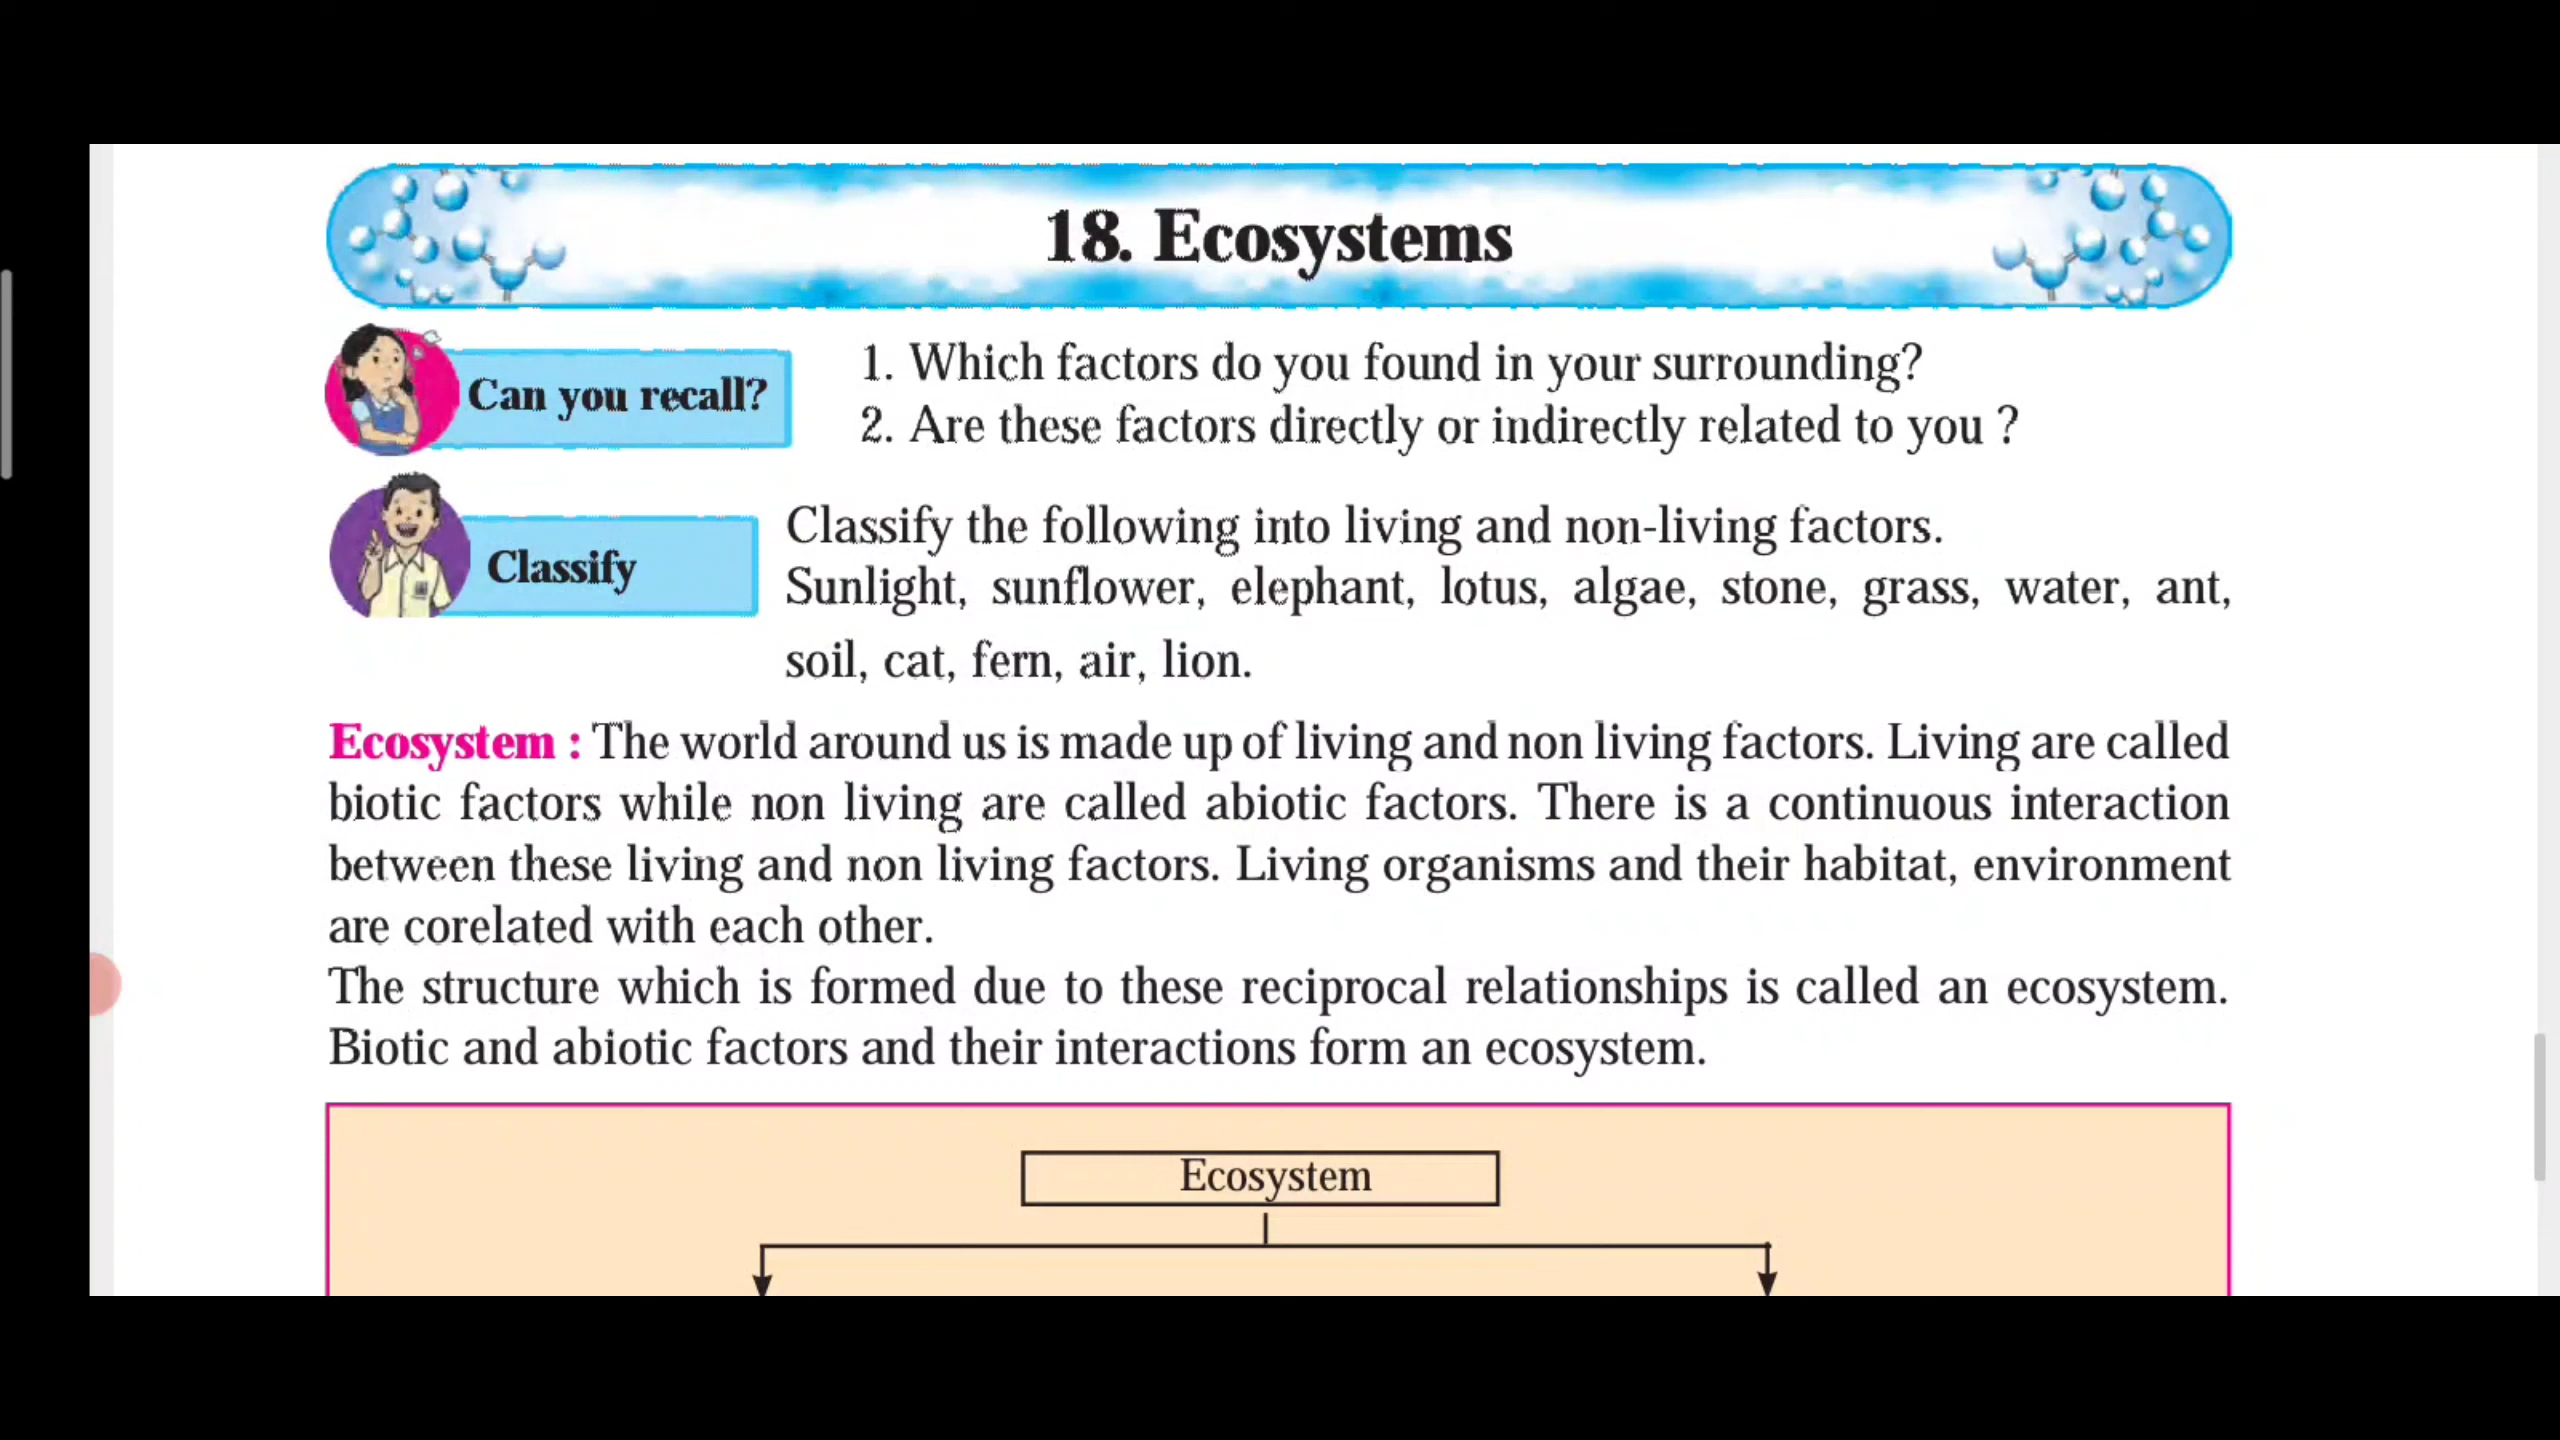 18. Ecosystems
Can you recall?
1. Which factors do you found in your surrounding?
2. Are these factors directly or indirectly related to you ?
Classify
Classify the following into living and non-living factors.
Sunlight, sunflower, elephant, lotus, algae, stone, grass, water, ant,
soil, cat, fern, air, lion.
Ecosystem : The world around us is made up of living and non living factors. Living are called
biotic factors while non living are called abiotic factors. There is a continuous interaction
between these living and non living factors. Living organisms and their habitat, environment
are corelated with each other.
The structure which is formed due to these reciprocal relationships is called an ecosystem.
Biotic and abiotic factors and their interactions form an ecosystem.
Ecosystem